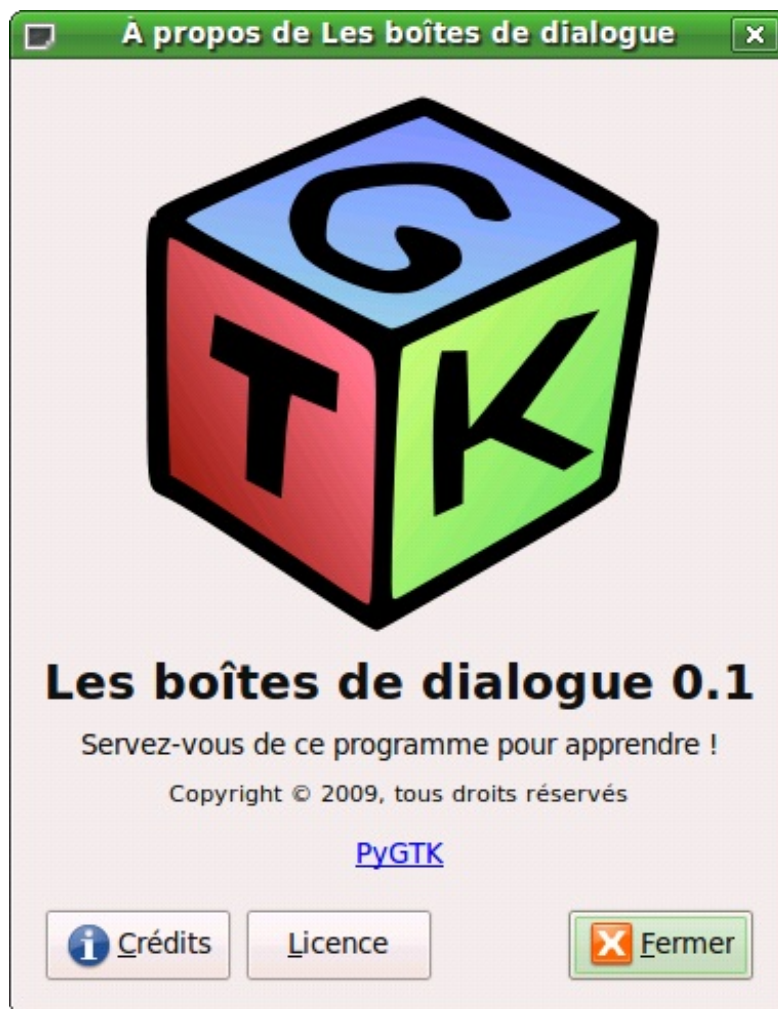 À propos de Les boîtes de dialogue
G
T K
Les boîtes de dialogue 0.1
Servez-vous de ce programme pour apprendre !
Copyright © 2009, tous droits réservés
PyGTK
Crédits Licence Fermer